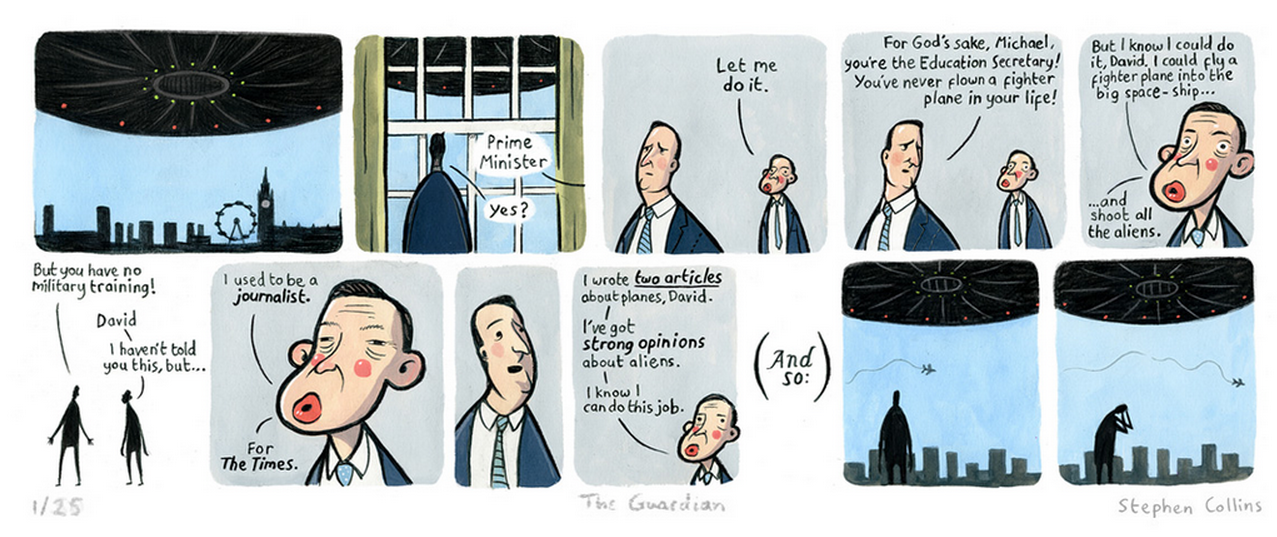 Prime
Minister
Yes?
Let me
do it.
For God's sake, Michael,
you're the Education Secretary!
You've never flown a fighter
plane in your life!
But I know I could do
it, David. I could fly a
fighter plane into the
big space-ship...
...and
shoot all
the aliens.
But you have no
military training!
David
I haven't told
you this, but...
I used to be a
journalist.
For
The Times.
I wrote two articles
about planes, David.
I've got
strong opinions
about aliens.
I know I
can do this job.
(And
so:)
1/25
The Guardian
Stephen Collins